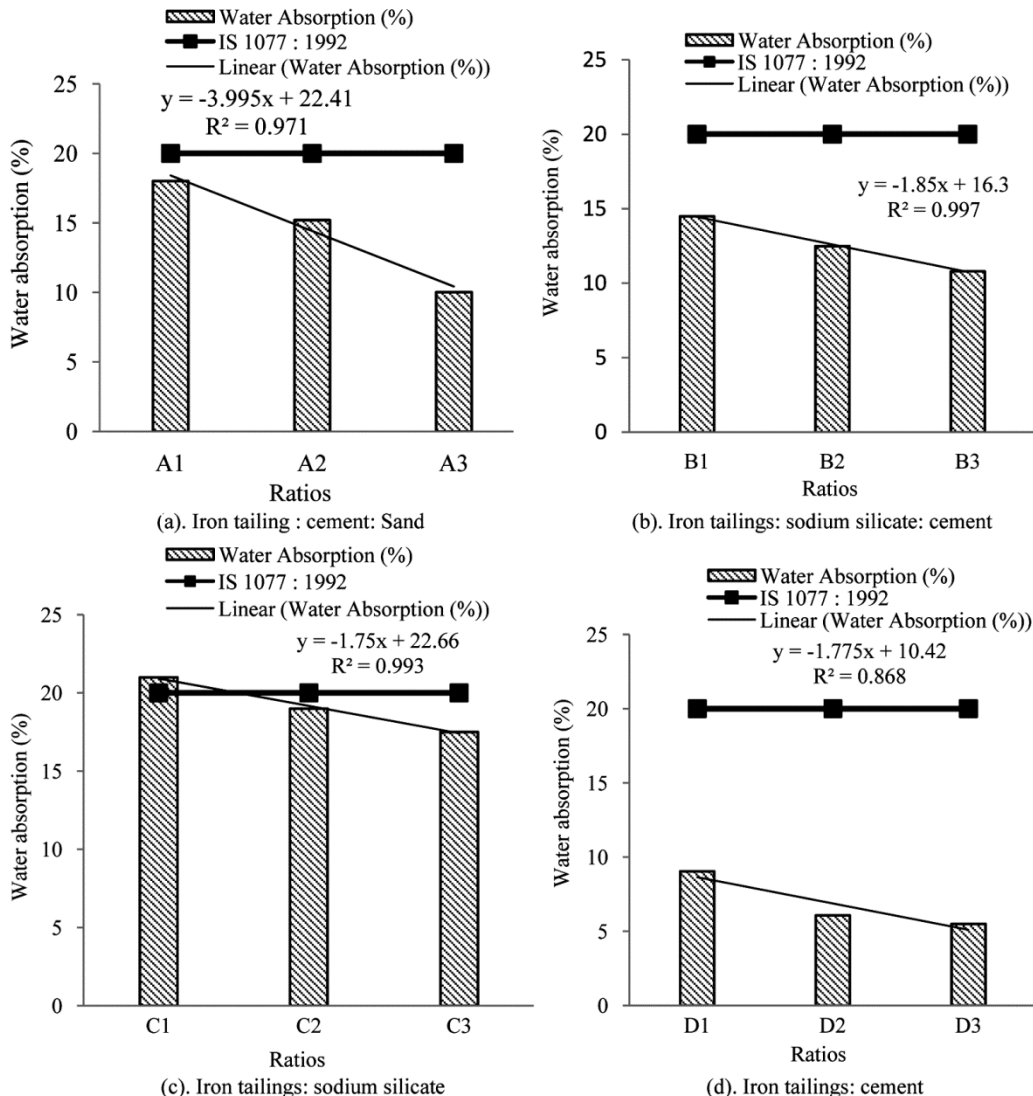 Water Absorption (%)
IS 1077 : 1992
Linear (Water Absorption (%))
y = -3.995x + 22.41
R² = 0.971
25
20
15
10
5
0
Water absorption (%)
A1 A2 A3
Ratios
(a). Iron tailing : cement: Sand
Water Absorption (%)
IS 1077 : 1992
Linear (Water Absorption (%))
y = -1.85x + 16.3
R² = 0.997
25
20
15
10
5
0
Water absorption (%)
B1 B2 B3
Ratios
(b). Iron tailings: sodium silicate: cement
Water Absorption (%)
IS 1077 : 1992
Linear (Water Absorption (%))
y = -1.75x + 22.66
R² = 0.993
25
20
15
10
5
0
Water absorption (%)
C1 C2 C3
Ratios
(c). Iron tailings: sodium silicate
Water Absorption (%)
IS 1077 : 1992
Linear (Water Absorption (%))
y = -1.775x + 10.42
R² = 0.868
25
20
15
10
5
0
Water absorption (%)
D1 D2 D3
Ratios
(d). Iron tailings: cement